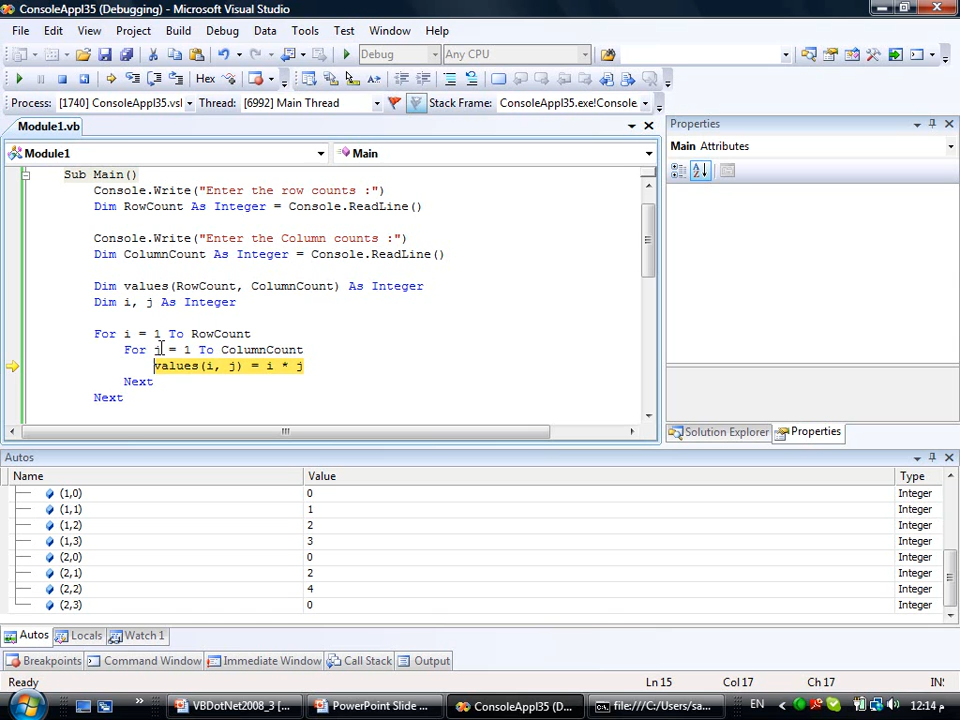 ConsoleAppl35 (Debugging) - Microsoft Visual Studio
File Edit View Project Build Debug Data Tools Test Window Help
Debug Any CPU
Hex
Process: [1740] ConsoleAppl35.vsl Thread: [6992] Main Thread Stack Frame: ConsoleAppl35.exe!Console
Module1.vb
Module1 Main
Sub Main()
Console.Write("Enter the row counts :")
Dim RowCount As Integer = Console.ReadLine()
Console.Write("Enter the Column counts :")
Dim ColumnCount As Integer = Console.ReadLine()
Dim values(RowCount, ColumnCount) As Integer
Dim i, j As Integer
For i = 1 To RowCount
For j = 1 To ColumnCount
values(i, j) = i * j
Next
Next
Properties
Main Attributes
Solution Explorer Properties
Autos
Name Value Type
(1,0) 0 Integer
(1,1) 1 Integer
(1,2) 2 Integer
(1,3) 3 Integer
(2,0) 0 Integer
(2,1) 2 Integer
(2,2) 4 Integer
(2,3) 0 Integer
Autos Locals Watch 1
Breakpoints Command Window Immediate Window Call Stack Output
Ready Ln 15 Col 17 Ch 17 INS
VBDotNet2008_3 [... PowerPoint Slide ... ConsoleAppl35 (D... file:///C:/Users/sa... EN 12:14 م